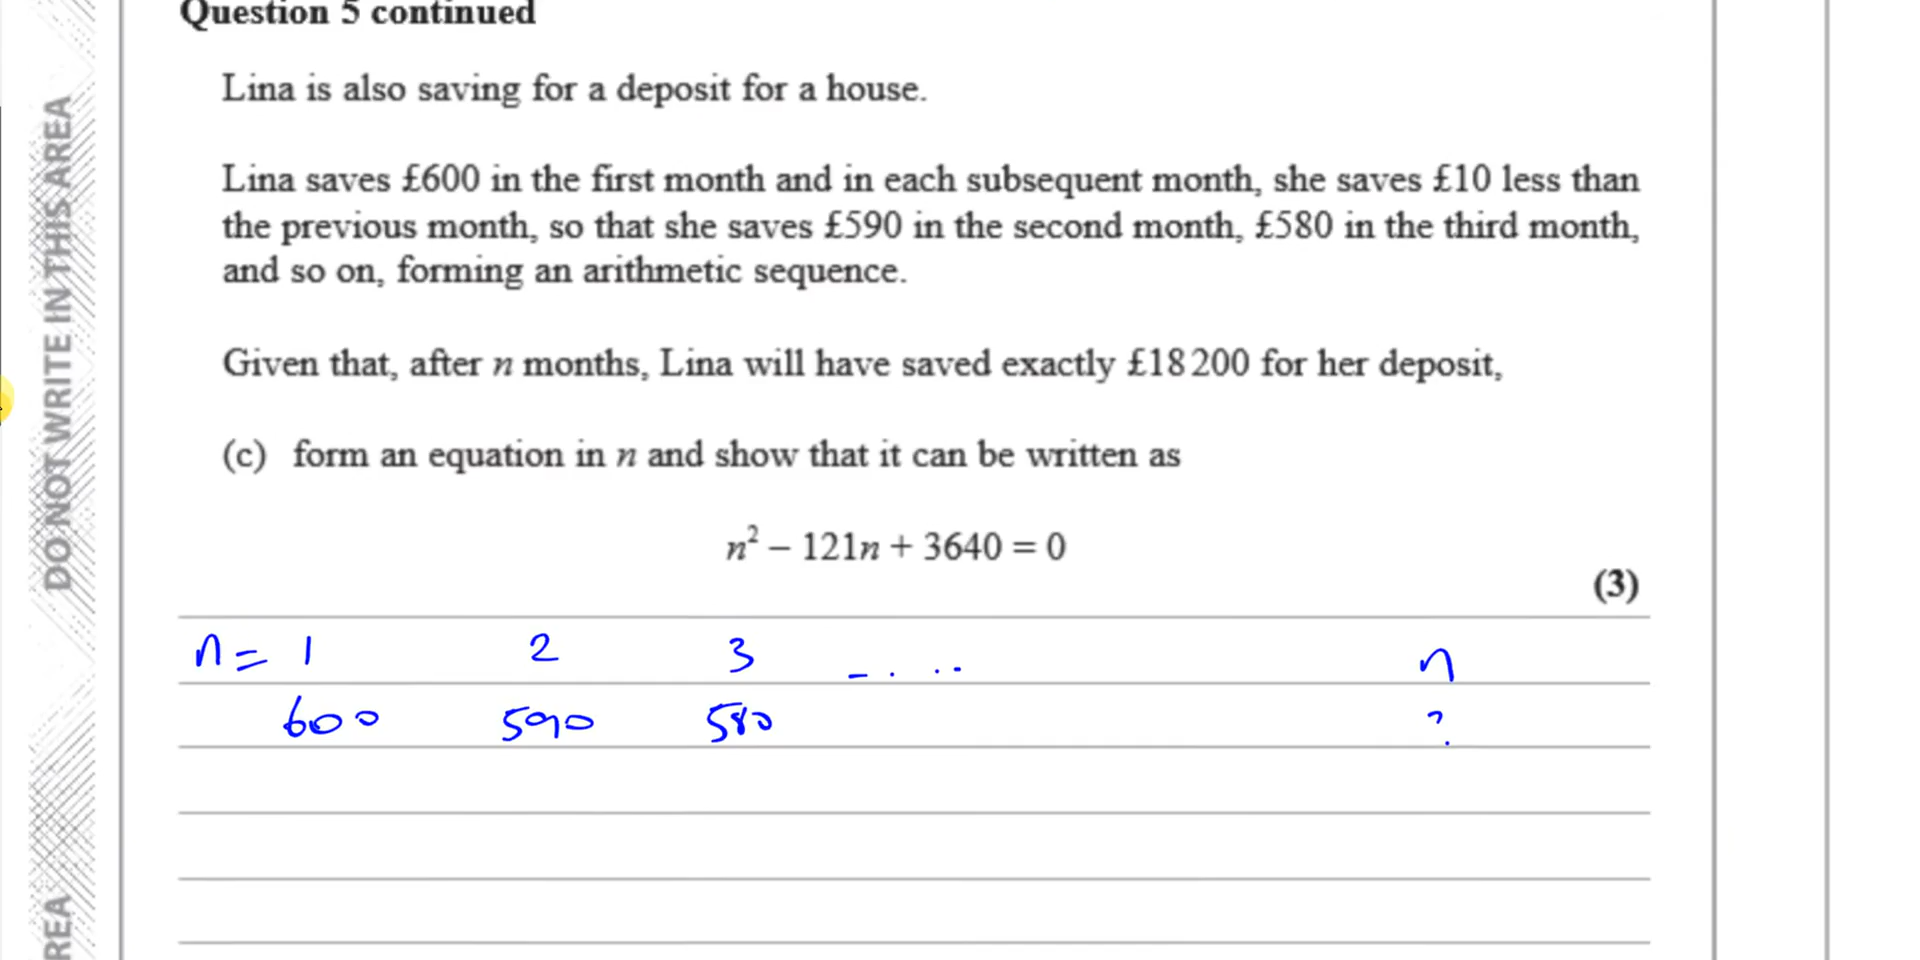 Question 5 continued
Lina is also saving for a deposit for a house.
Lina saves £600 in the first month and in each subsequent month, she saves £10 less than
the previous month, so that she saves £590 in the second month, £580 in the third month,
and so on, forming an arithmetic sequence.
Given that, after n months, Lina will have saved exactly £18 200 for her deposit,
(c) form an equation in n and show that it can be written as
n² – 121n + 3640 = 0
(3)
n = 1 2 3 – . . . n
600 590 580 ?
DO NOT WRITE IN THIS AREA
REA